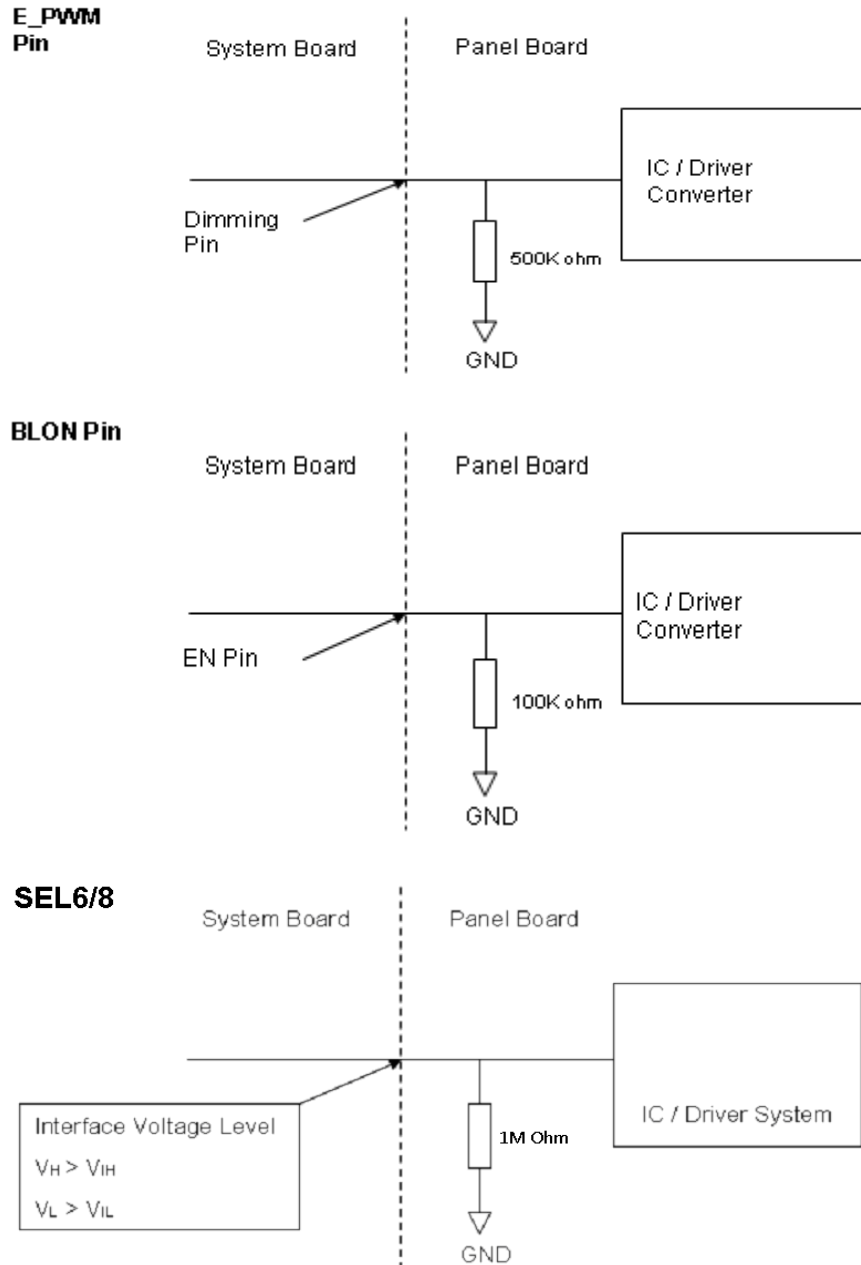 E_PWM
Pin
System Board
Panel Board
IC / Driver
Converter
Dimming
Pin
500K ohm
GND
BLON Pin
System Board
Panel Board
IC / Driver
Converter
EN Pin
100K ohm
GND
SEL6/8
System Board
Panel Board
Interface Voltage Level
VH > VIH
VL > VIL
1M Ohm
IC / Driver System
GND